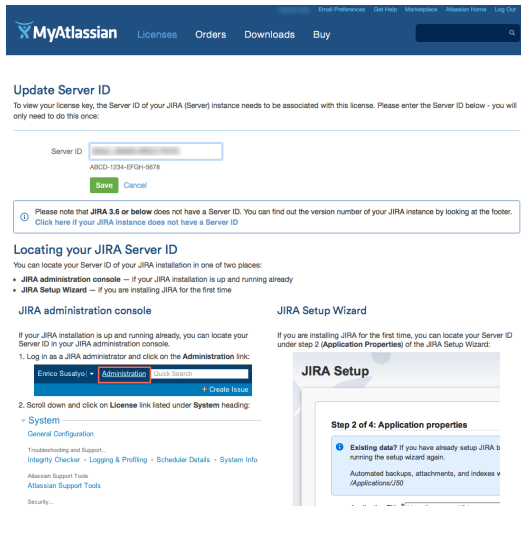 Email Preferences Get Help Marketplace Atlassian Home Log Out
MyAtlassian Licenses Orders Downloads Buy
Update Server ID
To view your license key, the Server ID of your JIRA (Server) instance needs to be associated with this license. Please enter the Server ID below - you will
only need to do this once:
Server ID
ABCD-1234-EFGH-5678
Save Cancel
Please note that JIRA 3.6 or below does not have a Server ID. You can find out the version number of your JIRA instance by looking at the footer.
Click here if your JIRA instance does not have a Server ID
Locating your JIRA Server ID
You can locate your Server ID of your JIRA installation in one of two places:
• JIRA administration console — if your JIRA installation is up and running already
• JIRA Setup Wizard — if you are installing JIRA for the first time
JIRA administration console
If your JIRA installation is up and running already, you can locate your
Server ID in your JIRA administration console.
1. Log in as a JIRA administrator and click on the Administration link:
Enrico Susatyo Administration Quick Search
+ Create Issue
2. Scroll down and click on License link listed under System heading:
System
General Configuration
Troubleshooting and Support...
Integrity Checker • Logging & Profiling • Scheduler Details • System Info
Atlassian Support Tools
Atlassian Support Tools
Security...
JIRA Setup Wizard
If you are installing JIRA for the first time, you can locate your Server ID
under step 2 (Application Properties) of the JIRA Setup Wizard:
JIRA Setup
Step 2 of 4: Application properties
Existing data? If you have already setup JIRA b
running the setup wizard again.
Automated backups, attachments, and indexes w
/Applications/J50